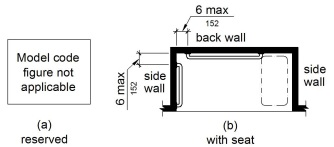 6 max
152
back wall
Model code
figure not
applicable
6 max
152
side
wall
side
wall
(a)
reserved
(b)
with seat